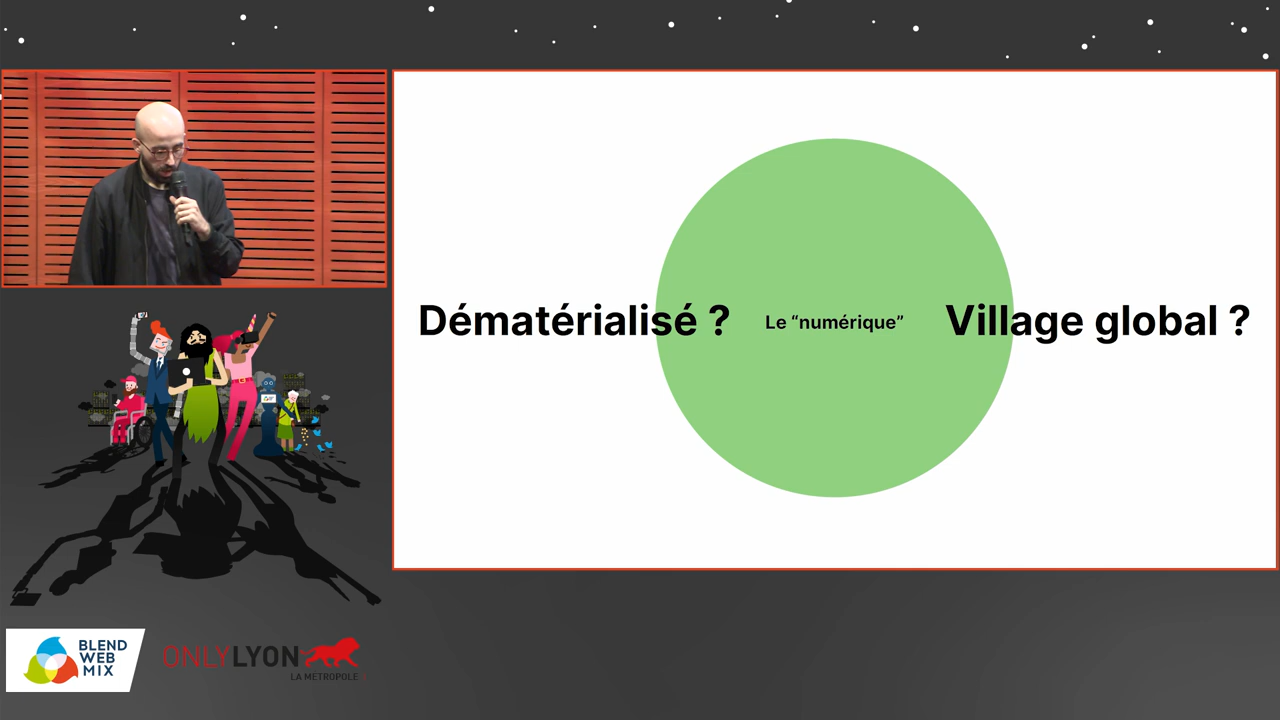 Dématérialisé ?
Le “numérique”
Village global ?
BLEND
WEB
MIX
ONLYLYON
LA MÉTROPOLE